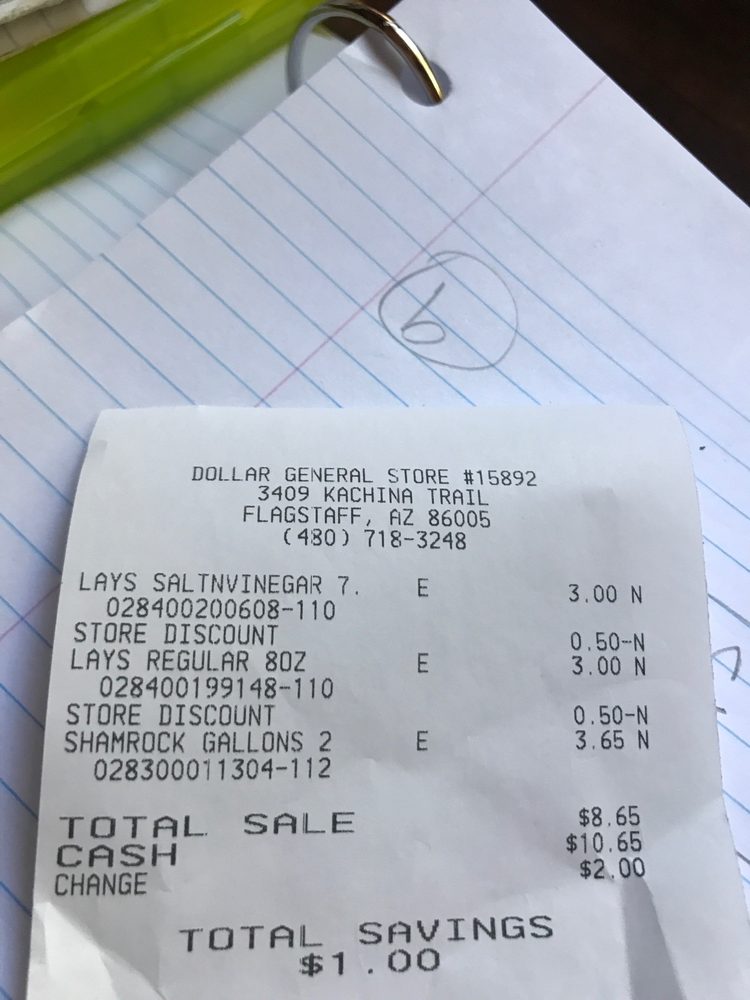 6
DOLLAR GENERAL STORE #15892
3409 KACHINA TRAIL
FLAGSTAFF, AZ 86005
(480) 718-3248
LAYS SALTNVINEGAR 7. E 3.00 N
028400200608-110
STORE DISCOUNT 0.50-N
LAYS REGULAR 8OZ E 3.00 N
028400199148-110
STORE DISCOUNT 0.50-N
SHAMROCK GALLONS 2 E 3.65 N
028300011304-112
TOTAL SALE $8.65
CASH $10.65
CHANGE $2.00
TOTAL SAVINGS
$1.00